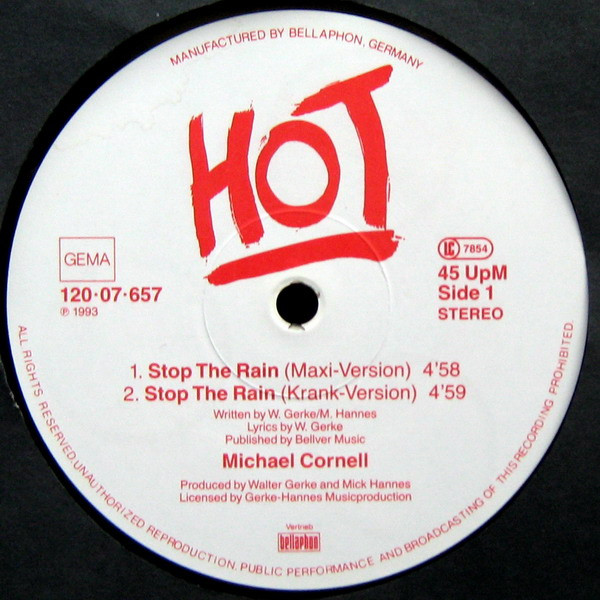 MANUFACTURED BY BELLAPHON, GERMANY
HOT
GEMA
LC 7854
120·07·657
℗ 1993
45 UpM
Side 1
STEREO
1. Stop The Rain (Maxi-Version) 4'58
2. Stop The Rain (Krank-Version) 4'59
Written by W. Gerke/M. Hannes
Lyrics by W. Gerke
Published by Bellver Music
Michael Cornell
Produced by Walter Gerke and Mick Hannes
Licensed by Gerke-Hannes Musicproduction
Vertrieb
bellaphon
ALL RIGHTS RESERVED. UNAUTHORIZED REPRODUCTION, PUBLIC PERFORMANCE AND BROADCASTING OF THIS RECORDING PROHIBITED.